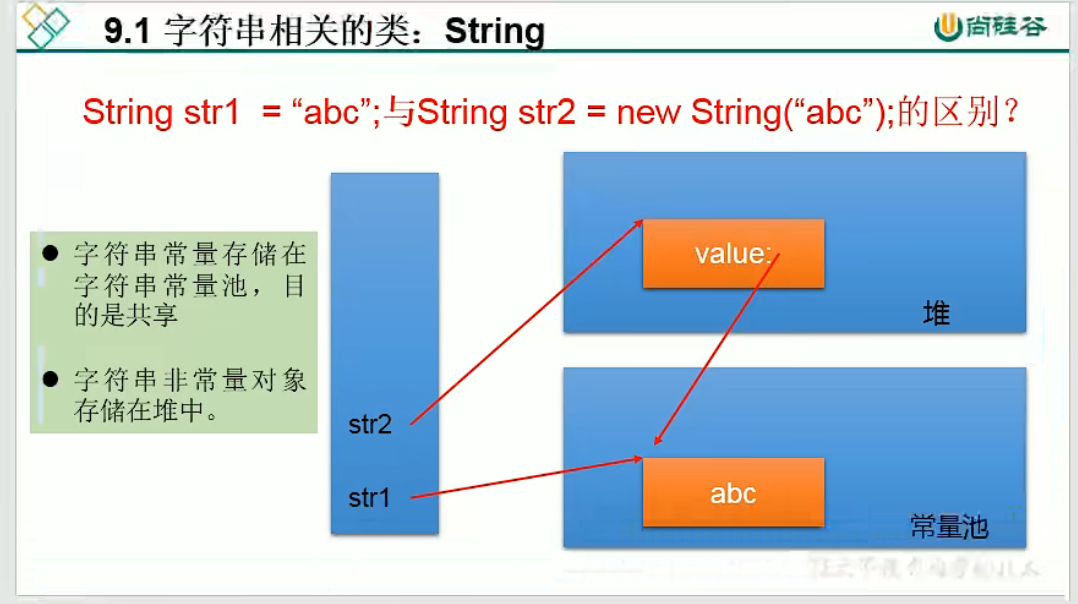 9.1 字符串相关的类：String
尚硅谷
String str1 = “abc”;与String str2 = new String(“abc”);的区别？
字符串常量存储在
字符串常量池，目
的是共享
字符串非常量对象
存储在堆中。
str2
str1
value:
堆
abc
常量池